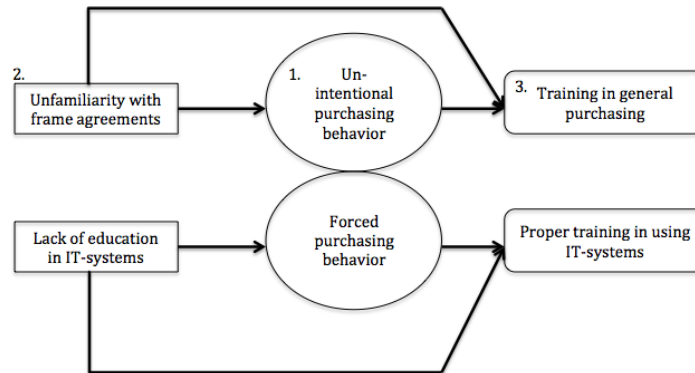 2.
Unfamiliarity with
frame agreements
1. Un-
intentional
purchasing
behavior
3. Training in general
purchasing
Lack of education
in IT-systems
Forced
purchasing
behavior
Proper training in using
IT-systems